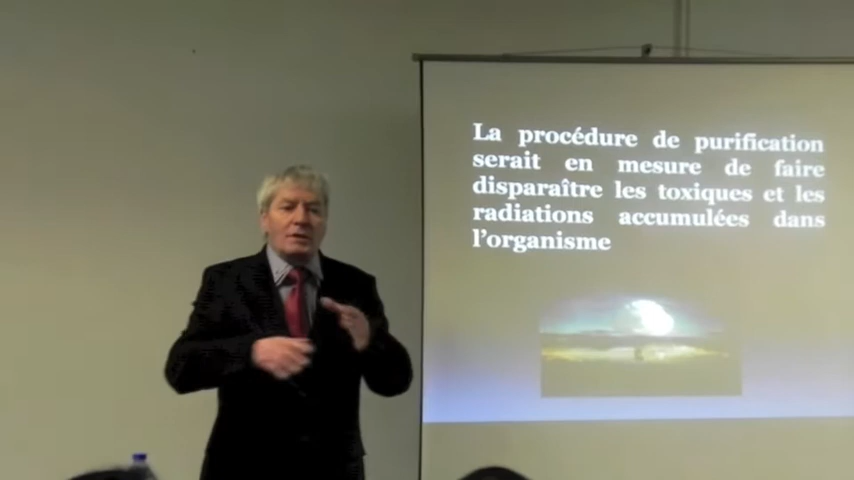 La procédure de purification
serait en mesure de faire
disparaître les toxiques et les
radiations accumulées dans
l'organisme